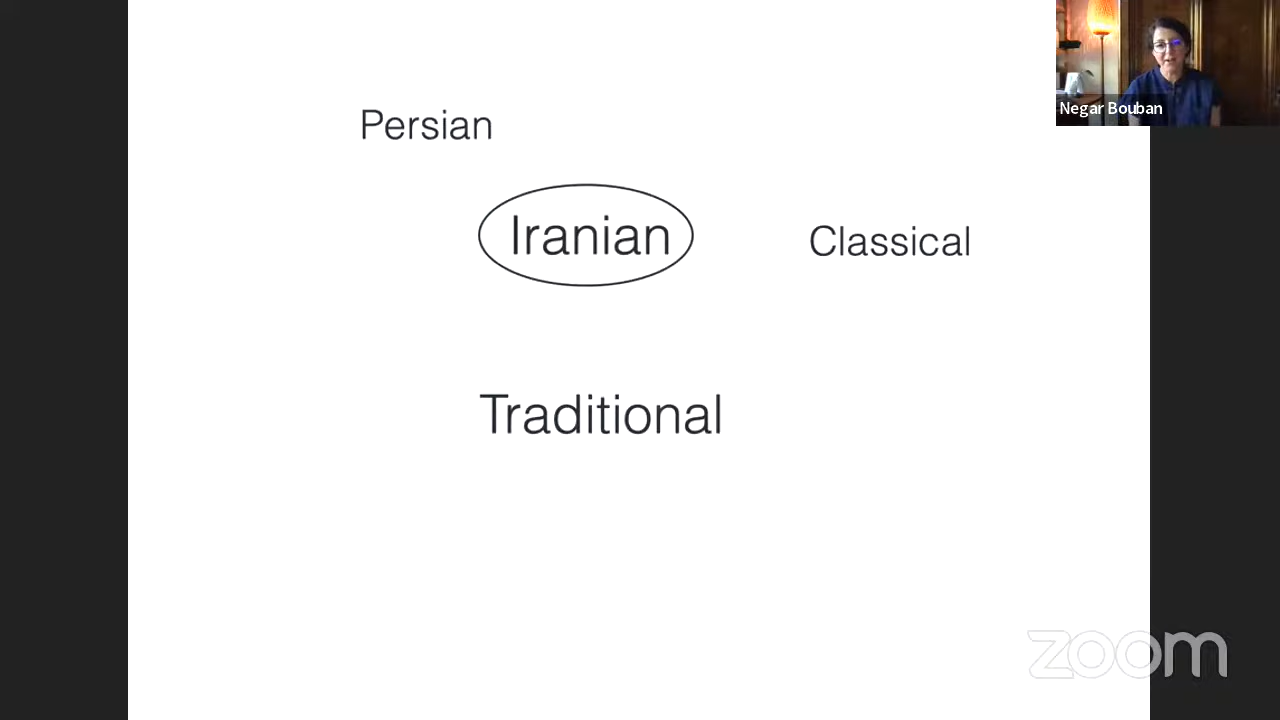 Negar Bouban
Persian
Iranian
Classical
Traditional
zoom